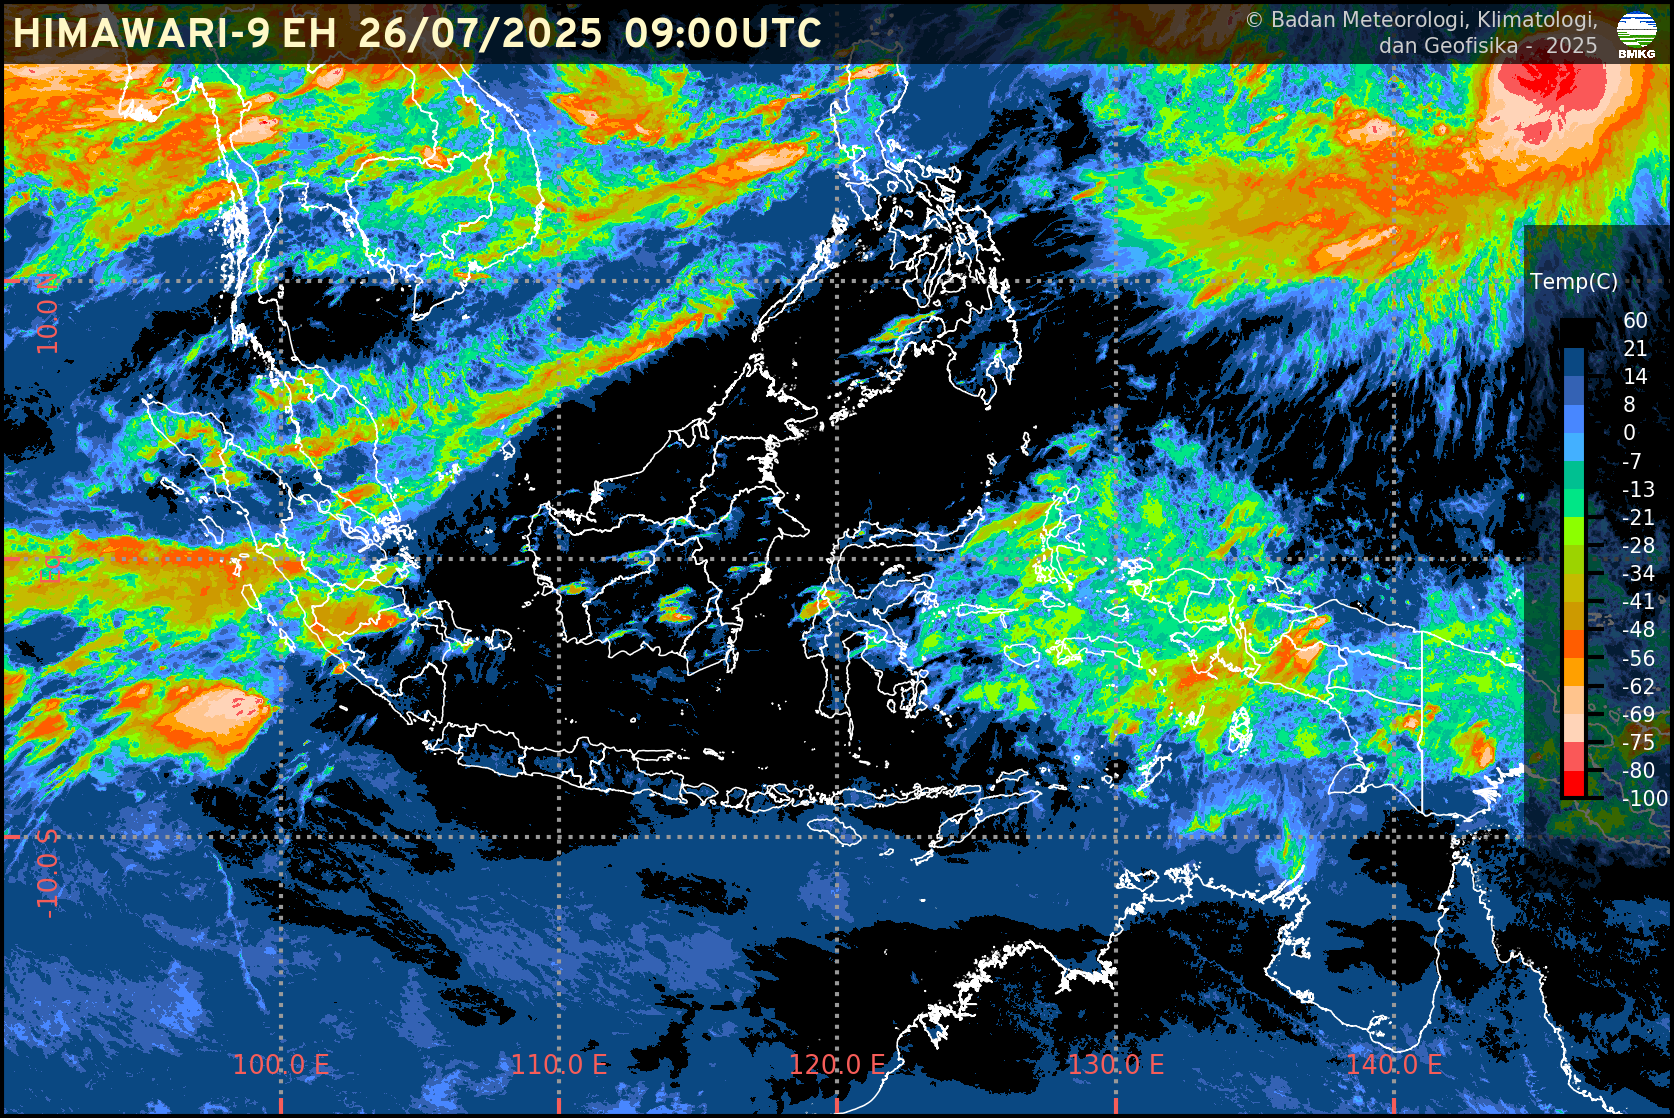 HIMAWARI-9 EH 26/07/2025 09:00UTC
© Badan Meteorologi, Klimatologi,
dan Geofisika - 2025
BMKG
Temp(C)
60
21
14
8
0
-7
-13
-21
-28
-34
-41
-48
-56
-62
-69
-75
-80
-100
10.0 N
EQ
-10.0 S
100.0 E
110.0 E
120.0 E
130.0 E
140.0 E